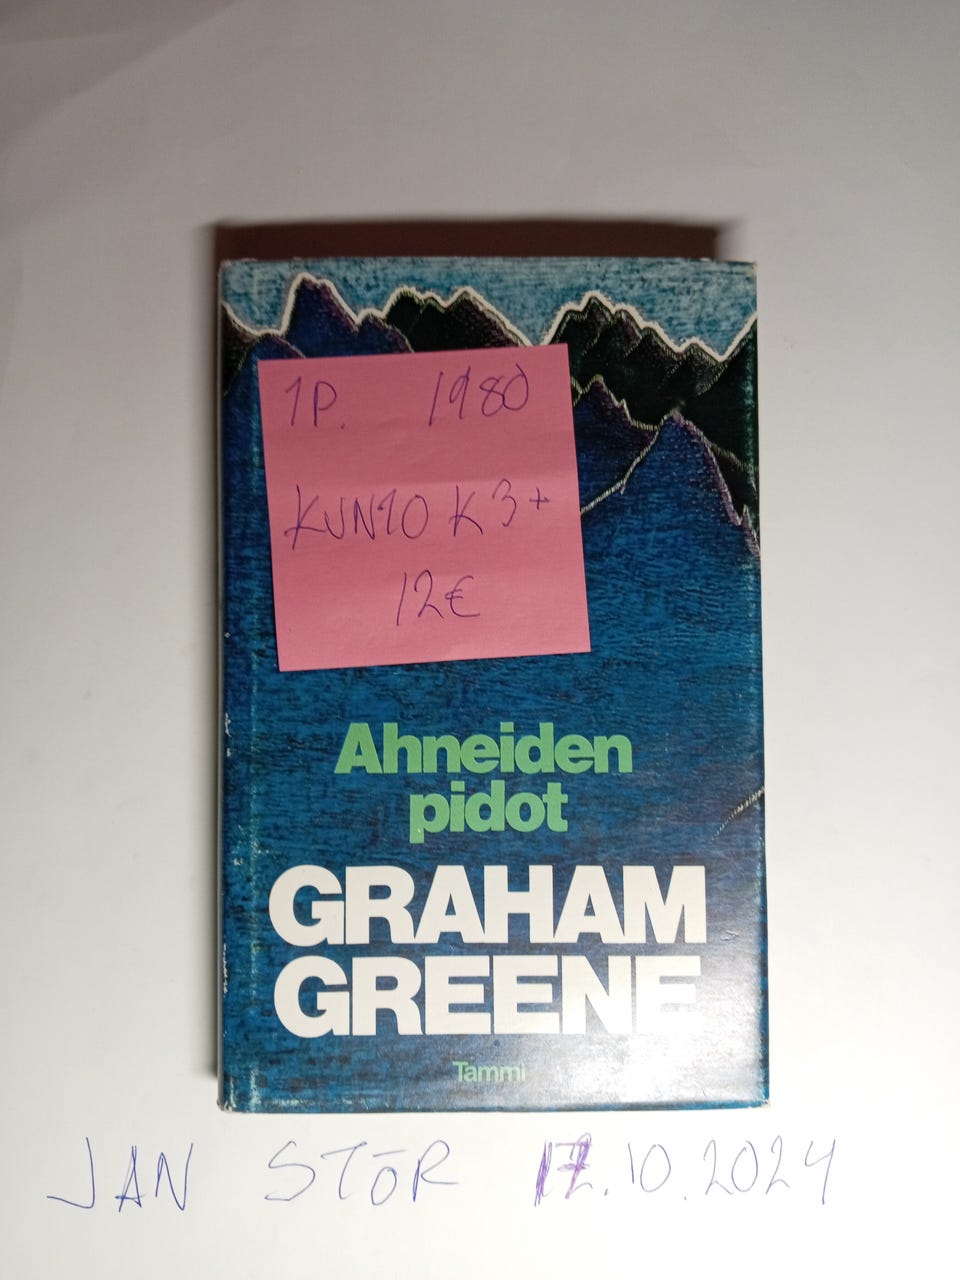 1P. 1980
KUNTO K3+
12€
Ahneiden
pidot
GRAHAM
GREENE
Tammi
JAN STÖR 17.10.2024